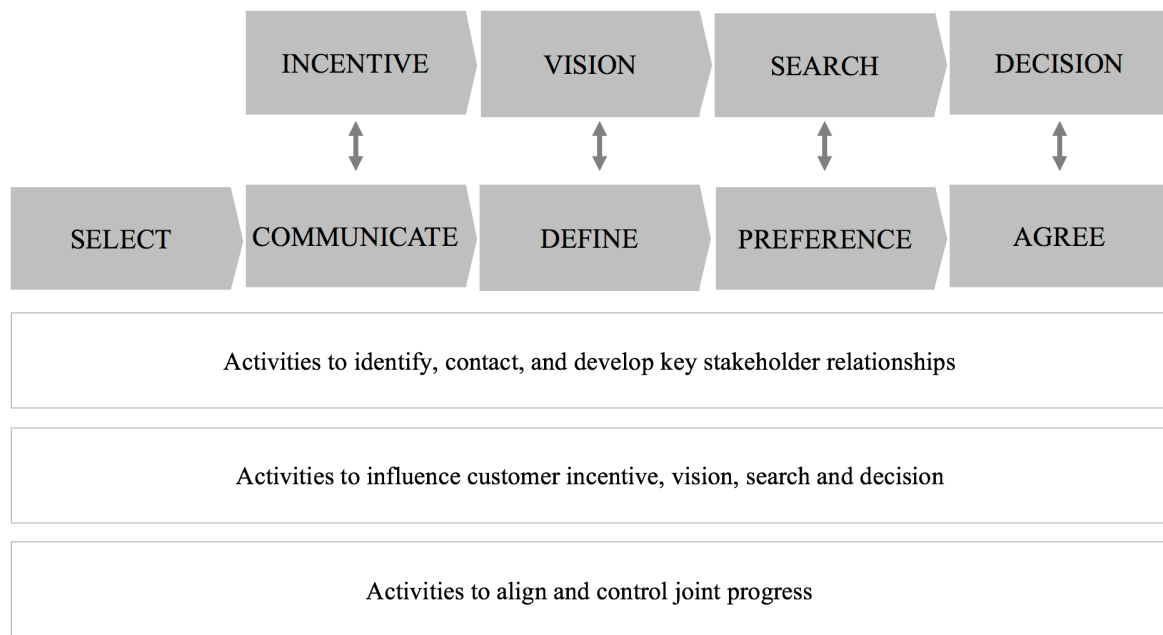 INCENTIVE
VISION
SEARCH
DECISION
SELECT
COMMUNICATE
DEFINE
PREFERENCE
AGREE
Activities to identify, contact, and develop key stakeholder relationships
Activities to influence customer incentive, vision, search and decision
Activities to align and control joint progress